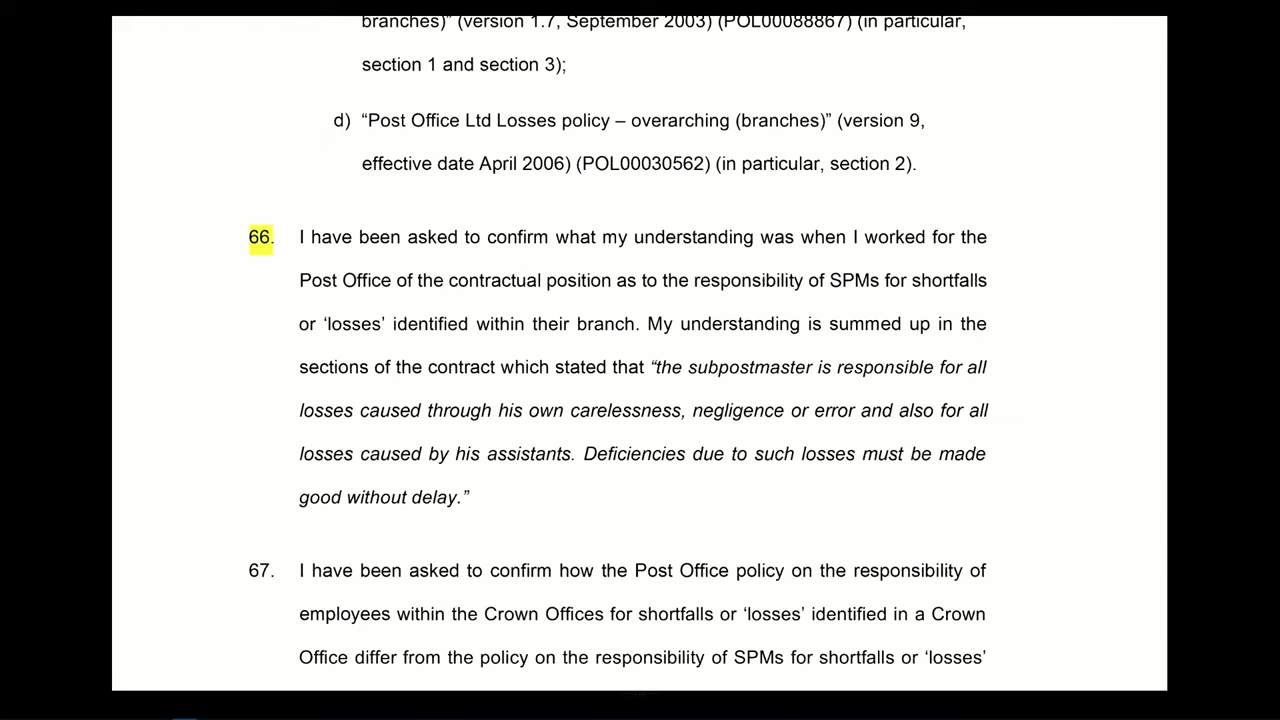 branches)” (version 1.7, September 2003) (POL00088867) (in particular,
section 1 and section 3);
d) “Post Office Ltd Losses policy – overarching (branches)” (version 9,
effective date April 2006) (POL00030562) (in particular, section 2).
66. I have been asked to confirm what my understanding was when I worked for the
Post Office of the contractual position as to the responsibility of SPMs for shortfalls
or ‘losses’ identified within their branch. My understanding is summed up in the
sections of the contract which stated that “the subpostmaster is responsible for all
losses caused through his own carelessness, negligence or error and also for all
losses caused by his assistants. Deficiencies due to such losses must be made
good without delay.”
67. I have been asked to confirm how the Post Office policy on the responsibility of
employees within the Crown Offices for shortfalls or ‘losses’ identified in a Crown
Office differ from the policy on the responsibility of SPMs for shortfalls or ‘losses’